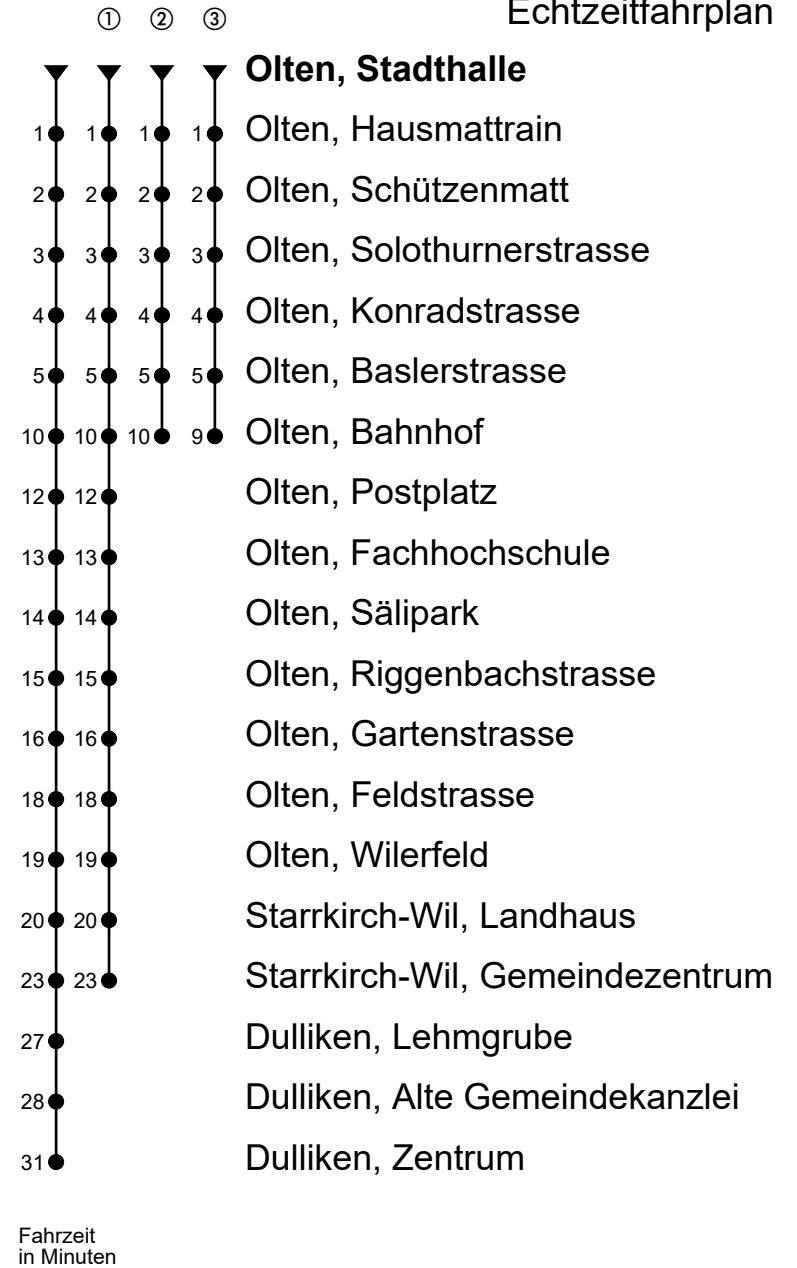 ① ② ③ Echtzeitfahrplan
Olten, Stadthalle
1 1 1 1 Olten, Hausmattrain
2 2 2 2 Olten, Schützenmatt
3 3 3 3 Olten, Solothurnerstrasse
4 4 4 4 Olten, Konradstrasse
5 5 5 5 Olten, Baslerstrasse
10 10 10 9 Olten, Bahnhof
12 12 Olten, Postplatz
13 13 Olten, Fachhochschule
14 14 Olten, Sälipark
15 15 Olten, Riggenbachstrasse
16 16 Olten, Gartenstrasse
18 18 Olten, Feldstrasse
19 19 Olten, Wilerfeld
20 20 Starrkirch-Wil, Landhaus
23 23 Starrkirch-Wil, Gemeindezentrum
27 Dulliken, Lehmgrube
28 Dulliken, Alte Gemeindekanzlei
31 Dulliken, Zentrum
Fahrzeit
in Minuten